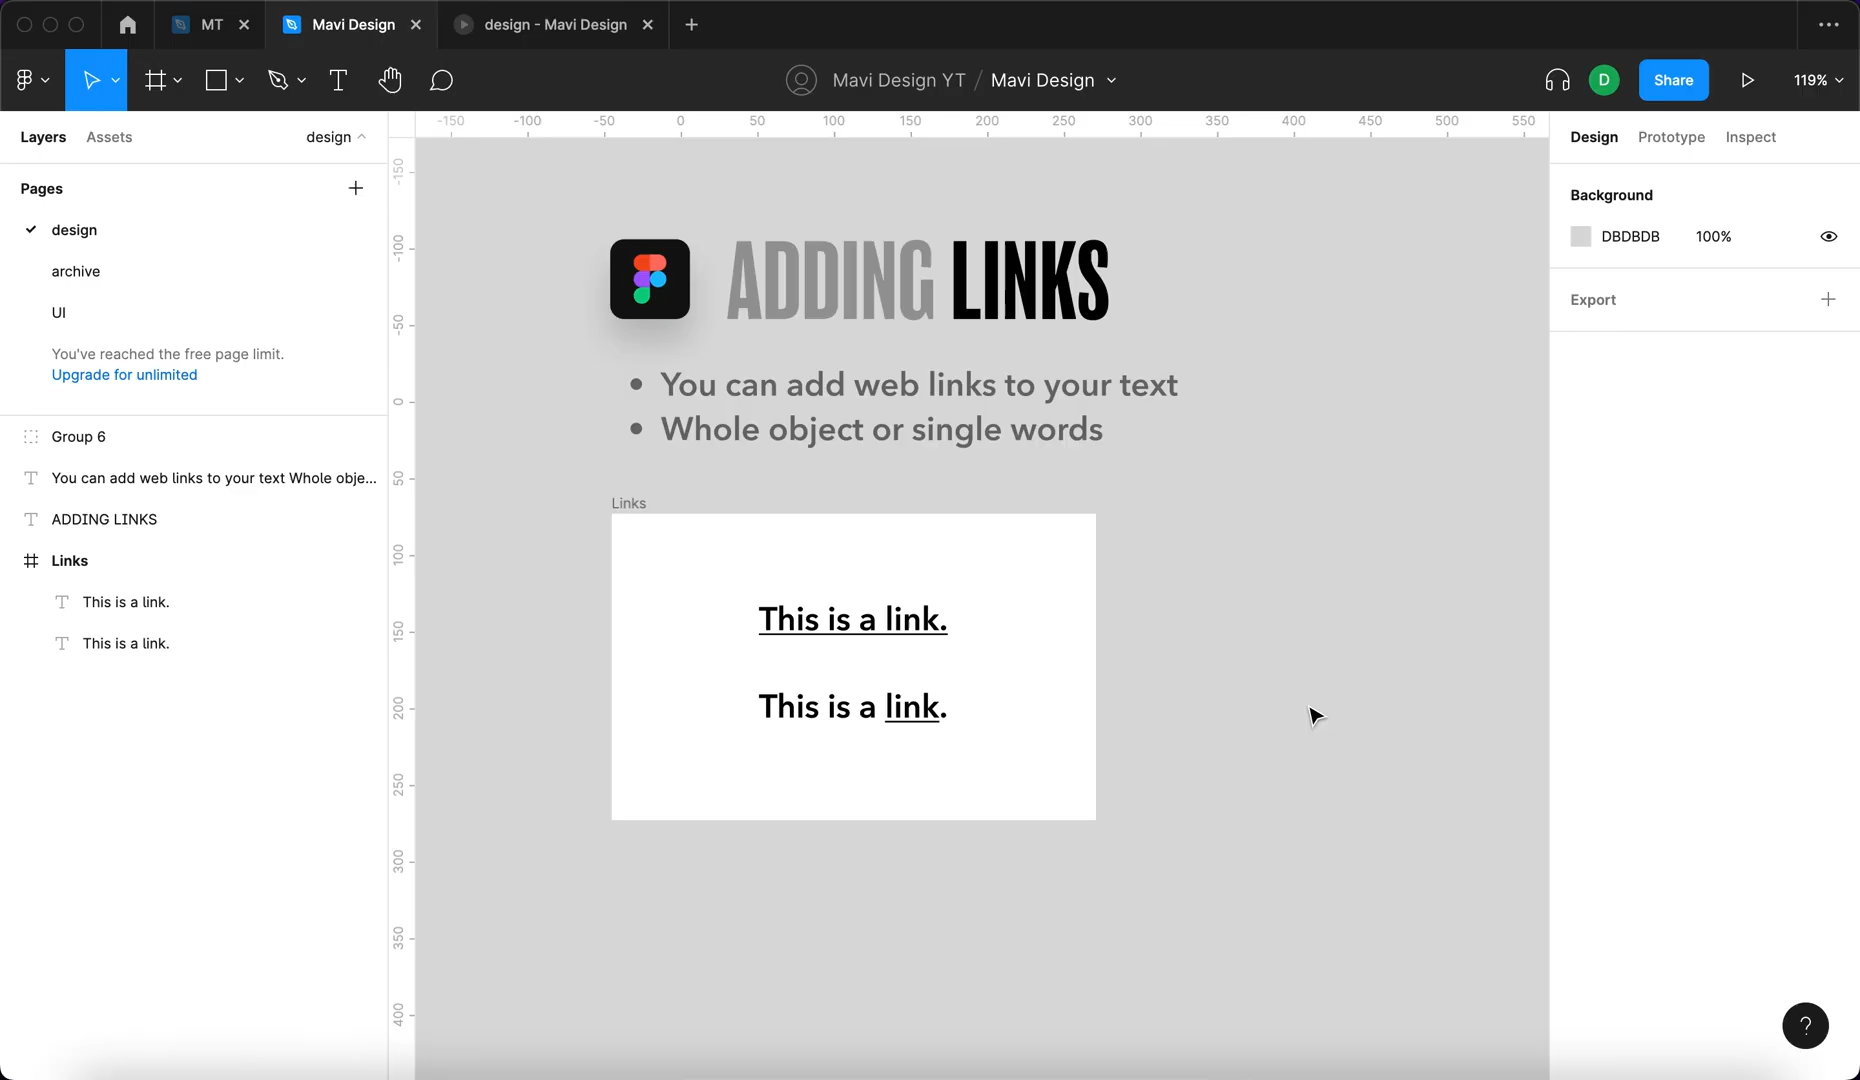 MT
Mavi Design
design - Mavi Design
Mavi Design YT / Mavi Design
D
Share
119%
Layers
Assets
design
Pages
design
archive
UI
You've reached the free page limit.
Upgrade for unlimited
Group 6
You can add web links to your text Whole obje...
ADDING LINKS
Links
This is a link.
This is a link.
-150 -100 -50 0 50 100 150 200 250 300 350 400 450 500 550
-150
-100
-50
0
50
100
150
200
250
300
350
400
ADDING LINKS
• You can add web links to your text
• Whole object or single words
Links
This is a link.
This is a link.
Design
Prototype
Inspect
Background
DBDBDB 100%
Export
?